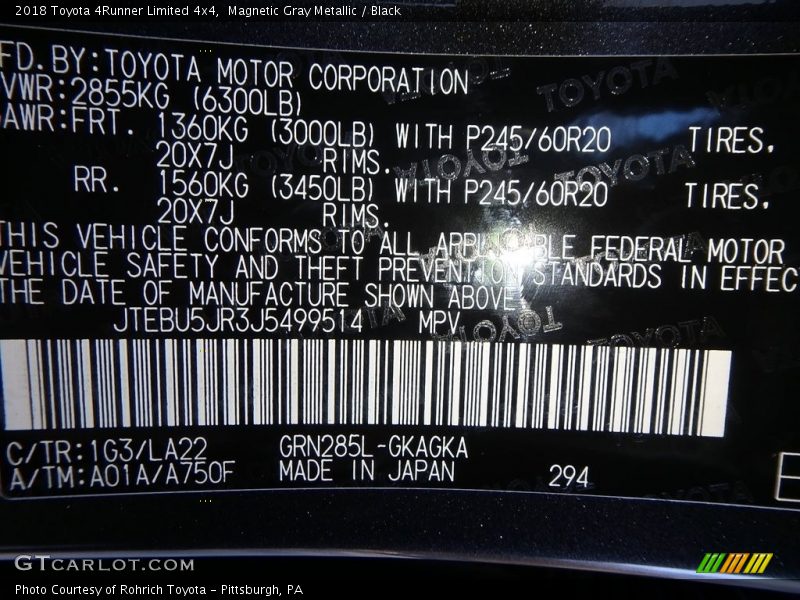 2018 Toyota 4Runner Limited 4x4,  Magnetic Gray Metallic / Black
FD.BY:TOYOTA MOTOR CORPORATION
VWR:2855KG (6300LB)
AWR:FRT. 1360KG (3000LB) WITH P245/60R20 TIRES,
20X7J RIMS.
RR. 1560KG (3450LB) WITH P245/60R20 TIRES,
20X7J RIMS.
THIS VEHICLE CONFORMS TO ALL FEDERAL MOTOR
VEHICLE SAFETY AND THEFT PREVENTION STANDARDS IN EFFEC
THE DATE OF MANUFACTURE SHOWN ABOVE.
JTEBU5JR3J5499514 MPV
C/TR:1G3/LA22 GRN285L-GKAGKA
A/TM:A01A/A750F MADE IN JAPAN 294
GTCARLOT.COM
Photo Courtesy of Rohrich Toyota - Pittsburgh, PA